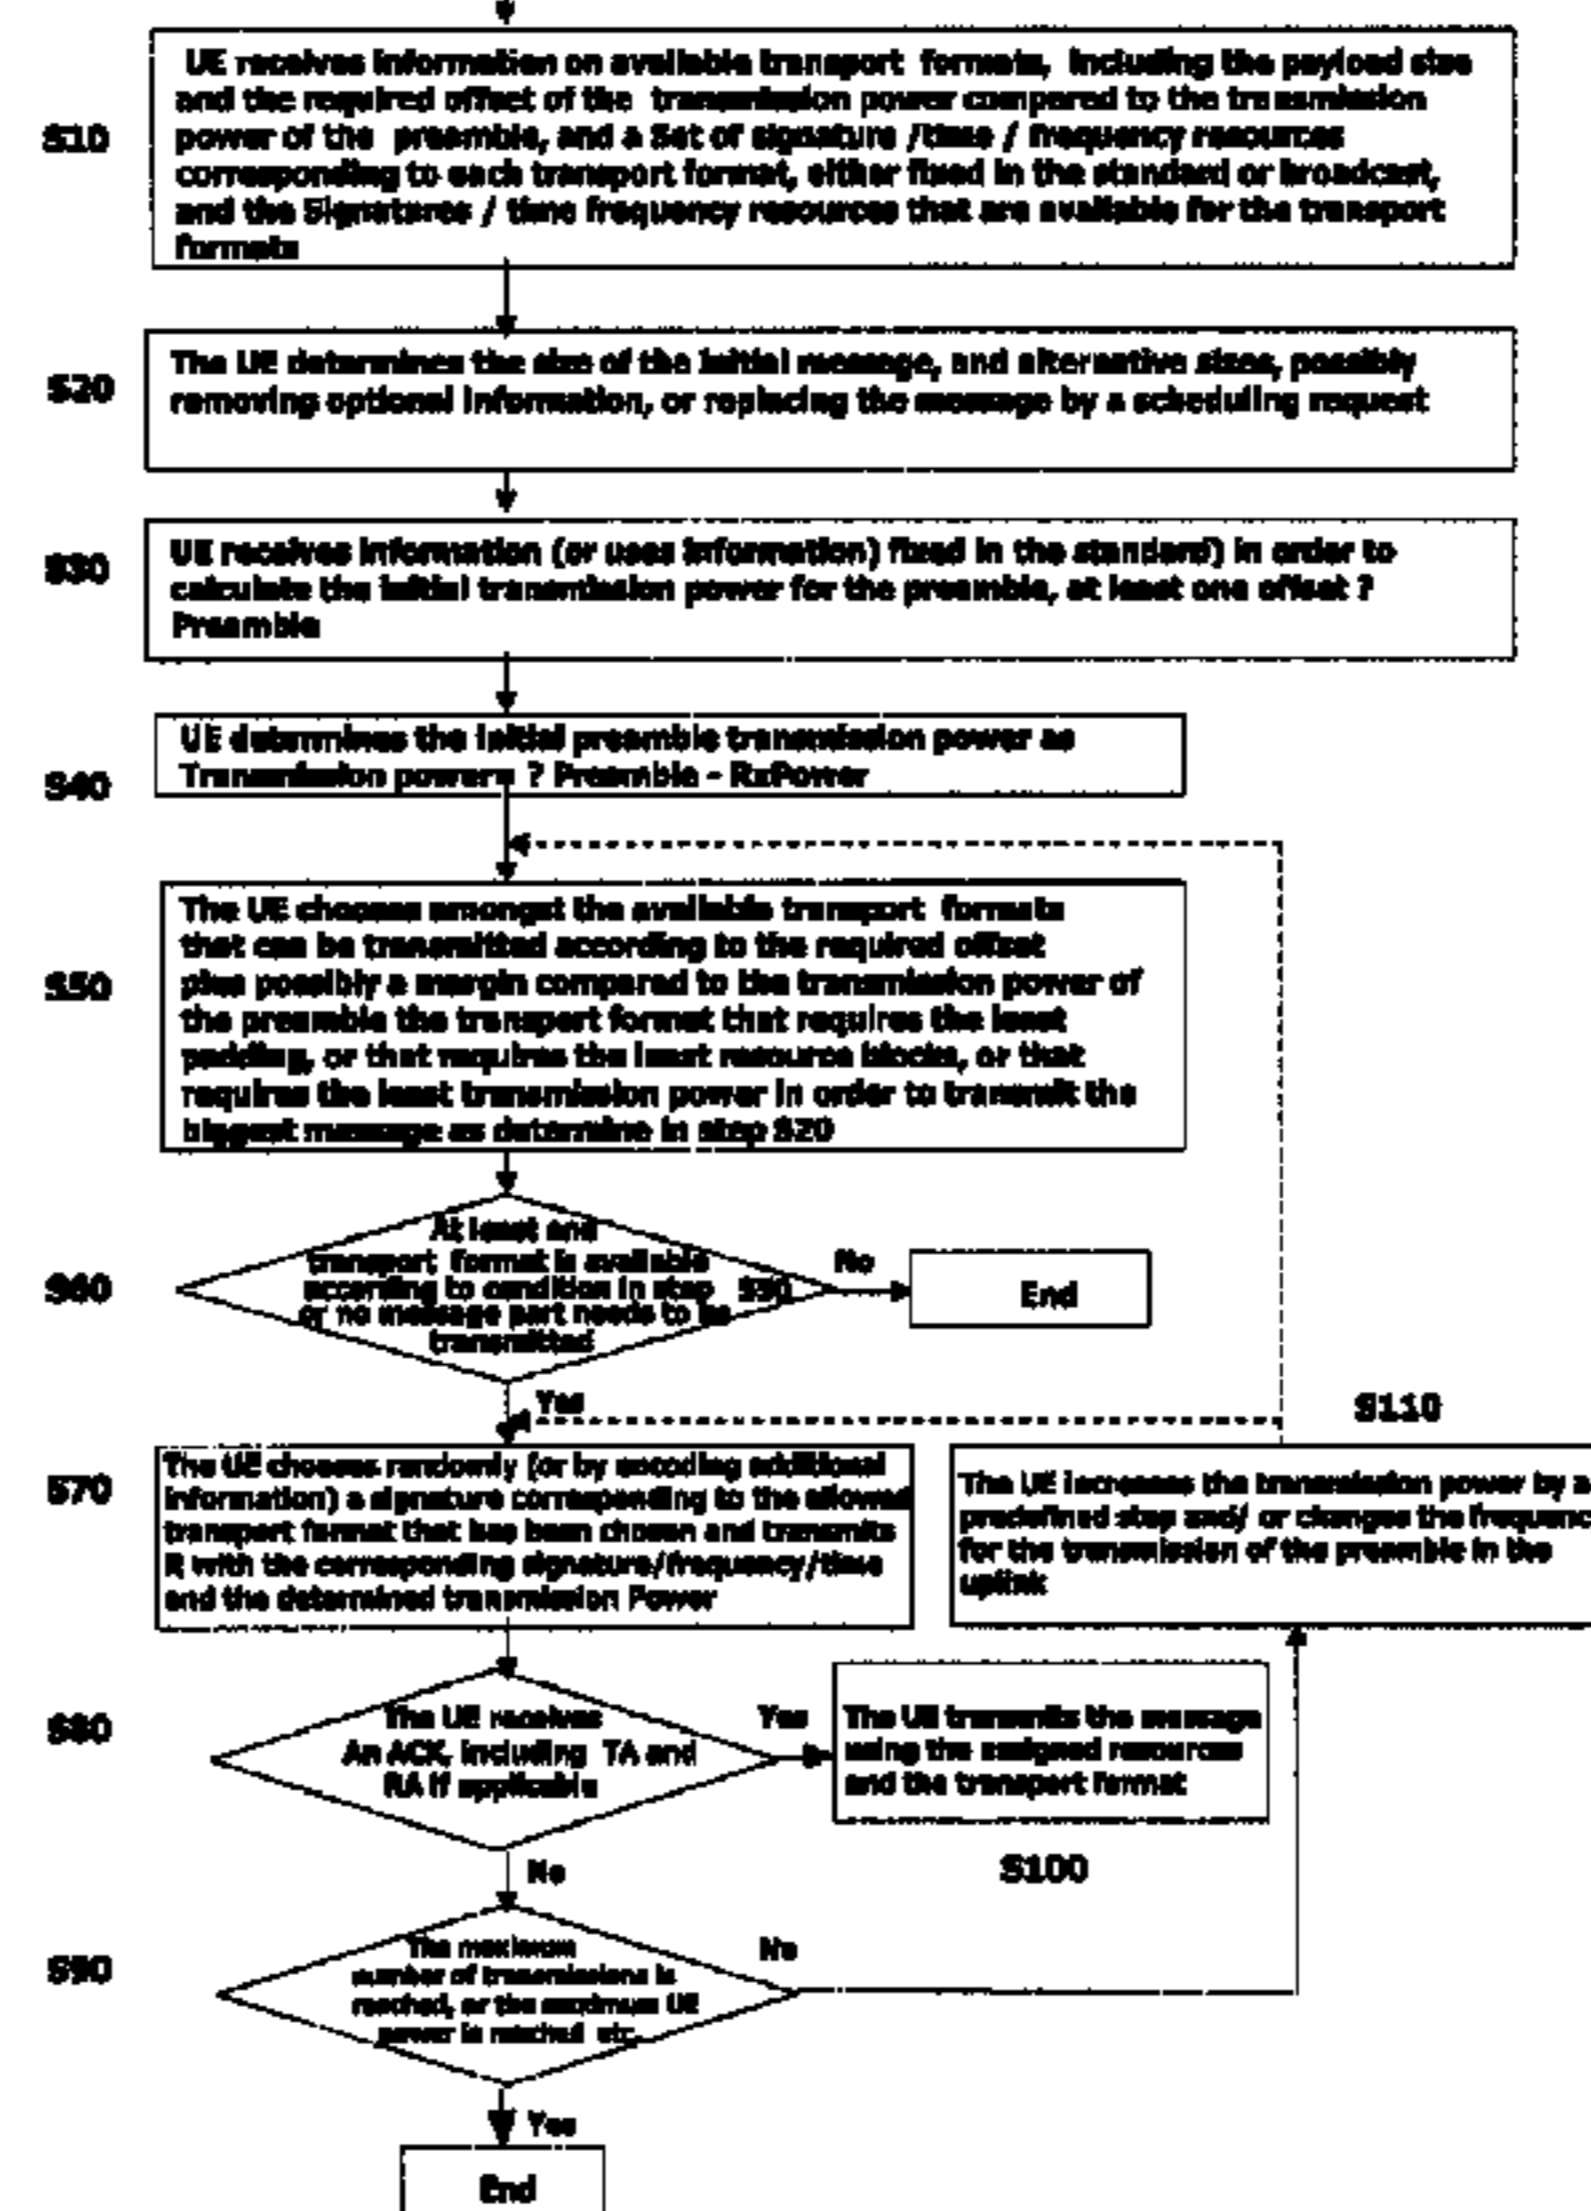 UE receives information on available transport formats, including the payload size
and the required offset of the transmission power compared to the transmission
power of the preamble, and a Set of signature /time / frequency resources
S10
corresponding to each transport format, either fixed in the standard or broadcast,
and the Signatures / time frequency resources that are available for the transport
formats
The UE determines the size of the initial message, and alternative sizes, possibly
S20
removing optional information, or replacing the message by a scheduling request
UE receives information (or uses information) fixed in the standard) in order to
S30
calculate the initial transmission power for the preamble, at least one offset ?
Preamble
UE determines the initial preamble transmission power as
S40
Transmission power= ? Preamble - RxPower
The UE chooses amongst the available transport formats
that can be transmitted according to the required offset
S50
plus possibly a margin compared to the transmission power of
the preamble the transport format that requires the least
padding, or that requires the least resource blocks, or that
requires the least transmission power in order to transmit the
biggest message as determine in step S20
At least and
transport format is available
S60
according to condition in step S50
or no message part needs to be
transmitted
No
End
Yes
S110
S70
The UE chooses randomly (or by encoding additional
information) a signature corresponding to the allowed
transport format that has been chosen and transmits
R with the corresponding signature/frequency/time
and the determined transmission Power
The UE increases the transmission power by a
predefined step and/ or changes the frequenc
for the transmission of the preamble in the
uplink
S80
The UE receives
An ACK, including TA and
RA if applicable
Yes
The UE transmits the message
using the assigned resources
and the transport format
S100
No
S90
The maximum
number of transmissions is
reached, or the maximum UE
power is reached etc.
No
Yes
End